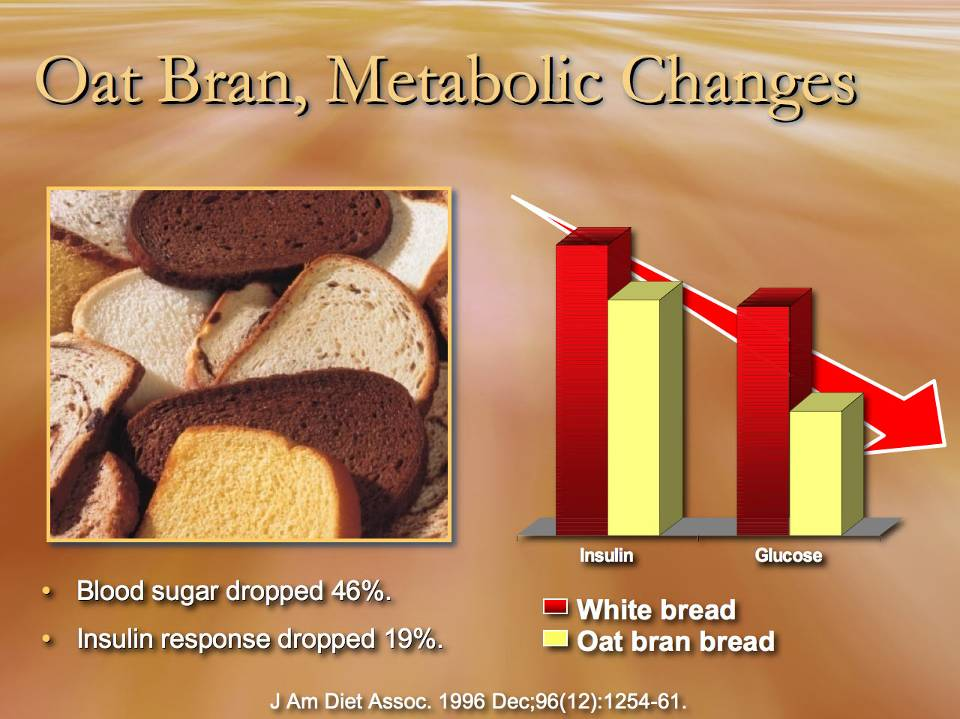 Oat Bran, Metabolic Changes
Insulin
Glucose
• Blood sugar dropped 46%.
• Insulin response dropped 19%.
White bread
Oat bran bread
J Am Diet Assoc. 1996 Dec;96(12):1254-61.